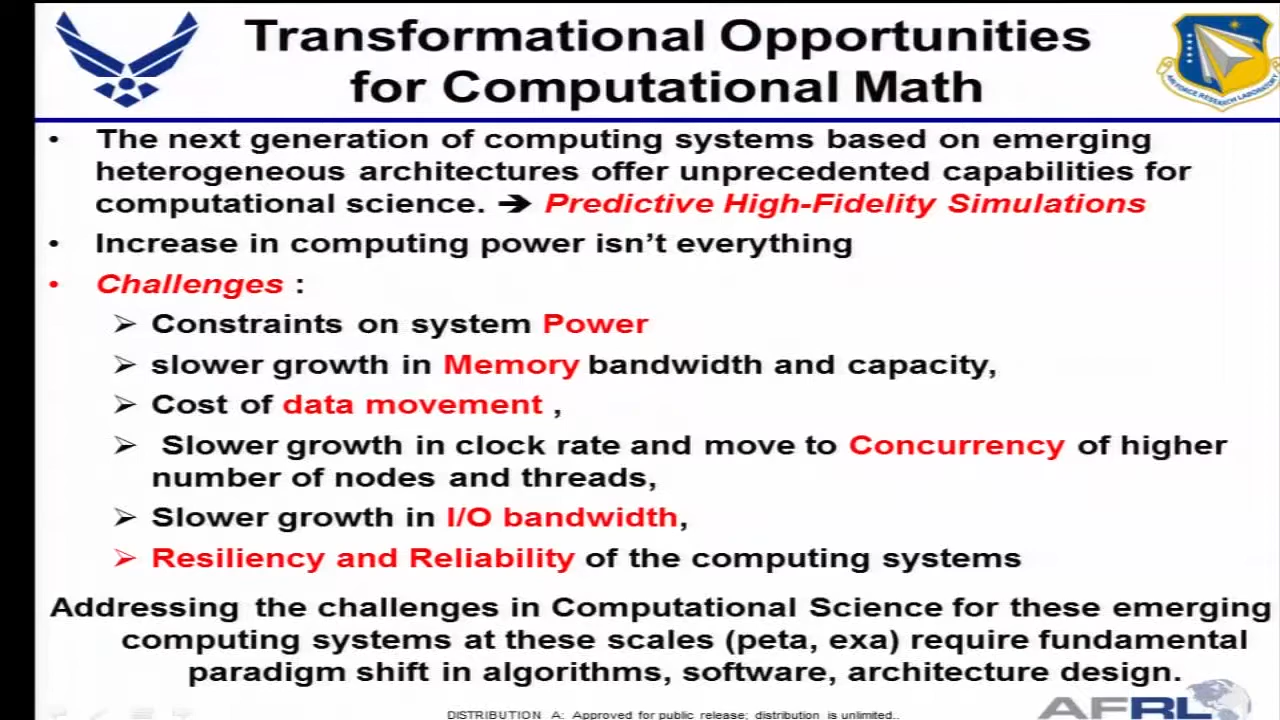 Transformational Opportunities
for Computational Math
AIR FORCE RESEARCH LABORATORY
• The next generation of computing systems based on emerging
heterogeneous architectures offer unprecedented capabilities for
computational science. ➔ Predictive High-Fidelity Simulations
• Increase in computing power isn’t everything
• Challenges :
➢ Constraints on system Power
➢ slower growth in Memory bandwidth and capacity,
➢ Cost of data movement ,
➢ Slower growth in clock rate and move to Concurrency of higher
number of nodes and threads,
➢ Slower growth in I/O bandwidth,
➢ Resiliency and Reliability of the computing systems
Addressing the challenges in Computational Science for these emerging
computing systems at these scales (peta, exa) require fundamental
paradigm shift in algorithms, software, architecture design.
DISTRIBUTION A: Approved for public release; distribution is unlimited..
AFRL